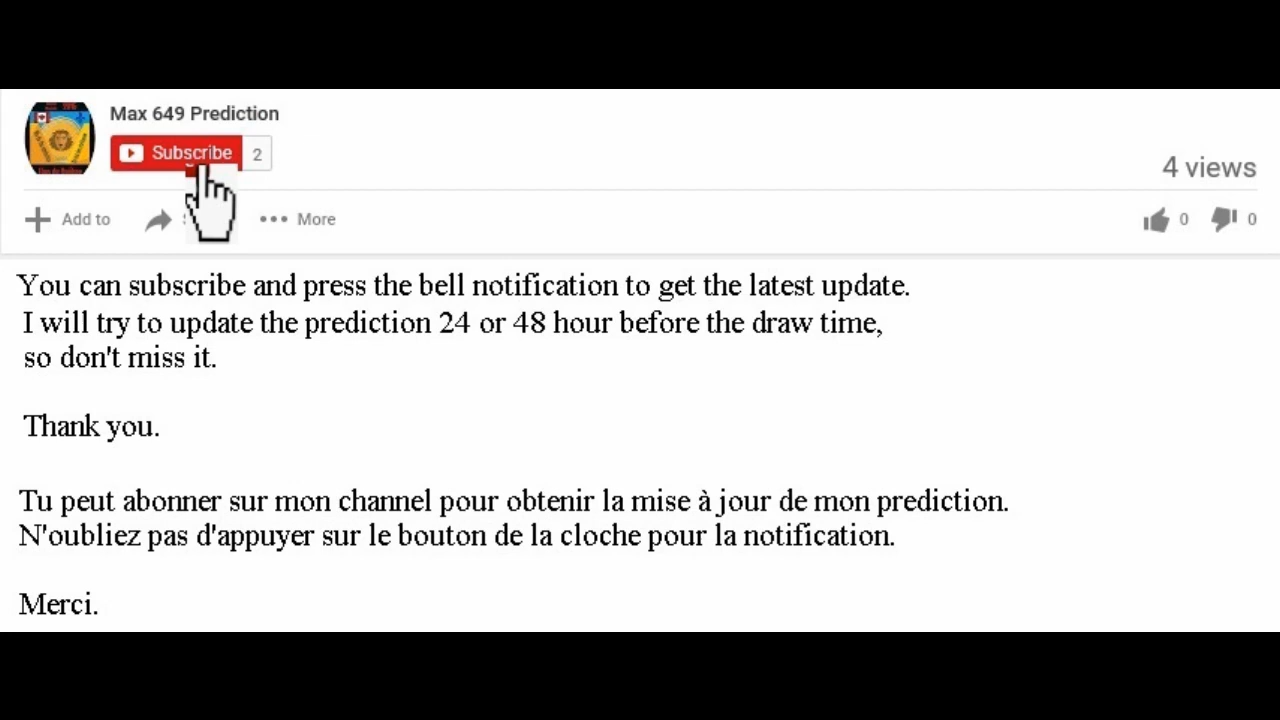 Max 649 Prediction
Subscribe 2
4 views
Add to
More
0 0
You can subscribe and press the bell notification to get the latest update.
I will try to update the prediction 24 or 48 hour before the draw time,
so don't miss it.
Thank you.
Tu peut abonner sur mon channel pour obtenir la mise à jour de mon prediction.
N'oubliez pas d'appuyer sur le bouton de la cloche pour la notification.
Merci.